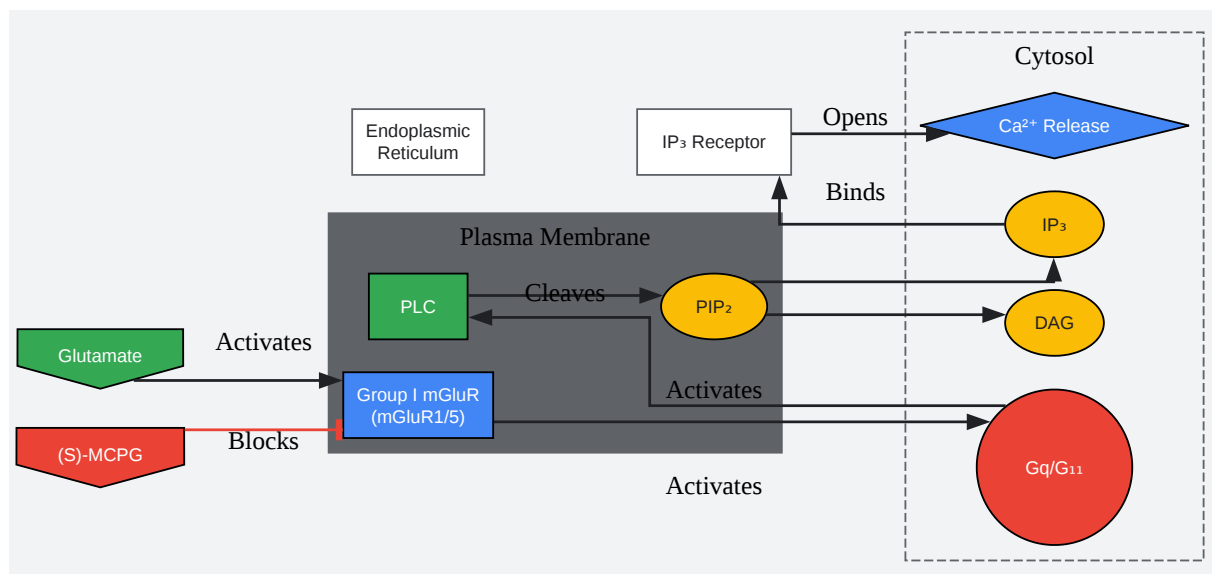 Cytosol
Endoplasmic
Reticulum
IP₃ Receptor
Opens
Ca²⁺ Release
Binds
IP₃
Plasma Membrane
PLC
Cleaves
PIP₂
DAG
Glutamate
Activates
Group I mGluR
(mGluR1/5)
Activates
(S)-MCPG
Blocks
Gq/G₁₁
Activates